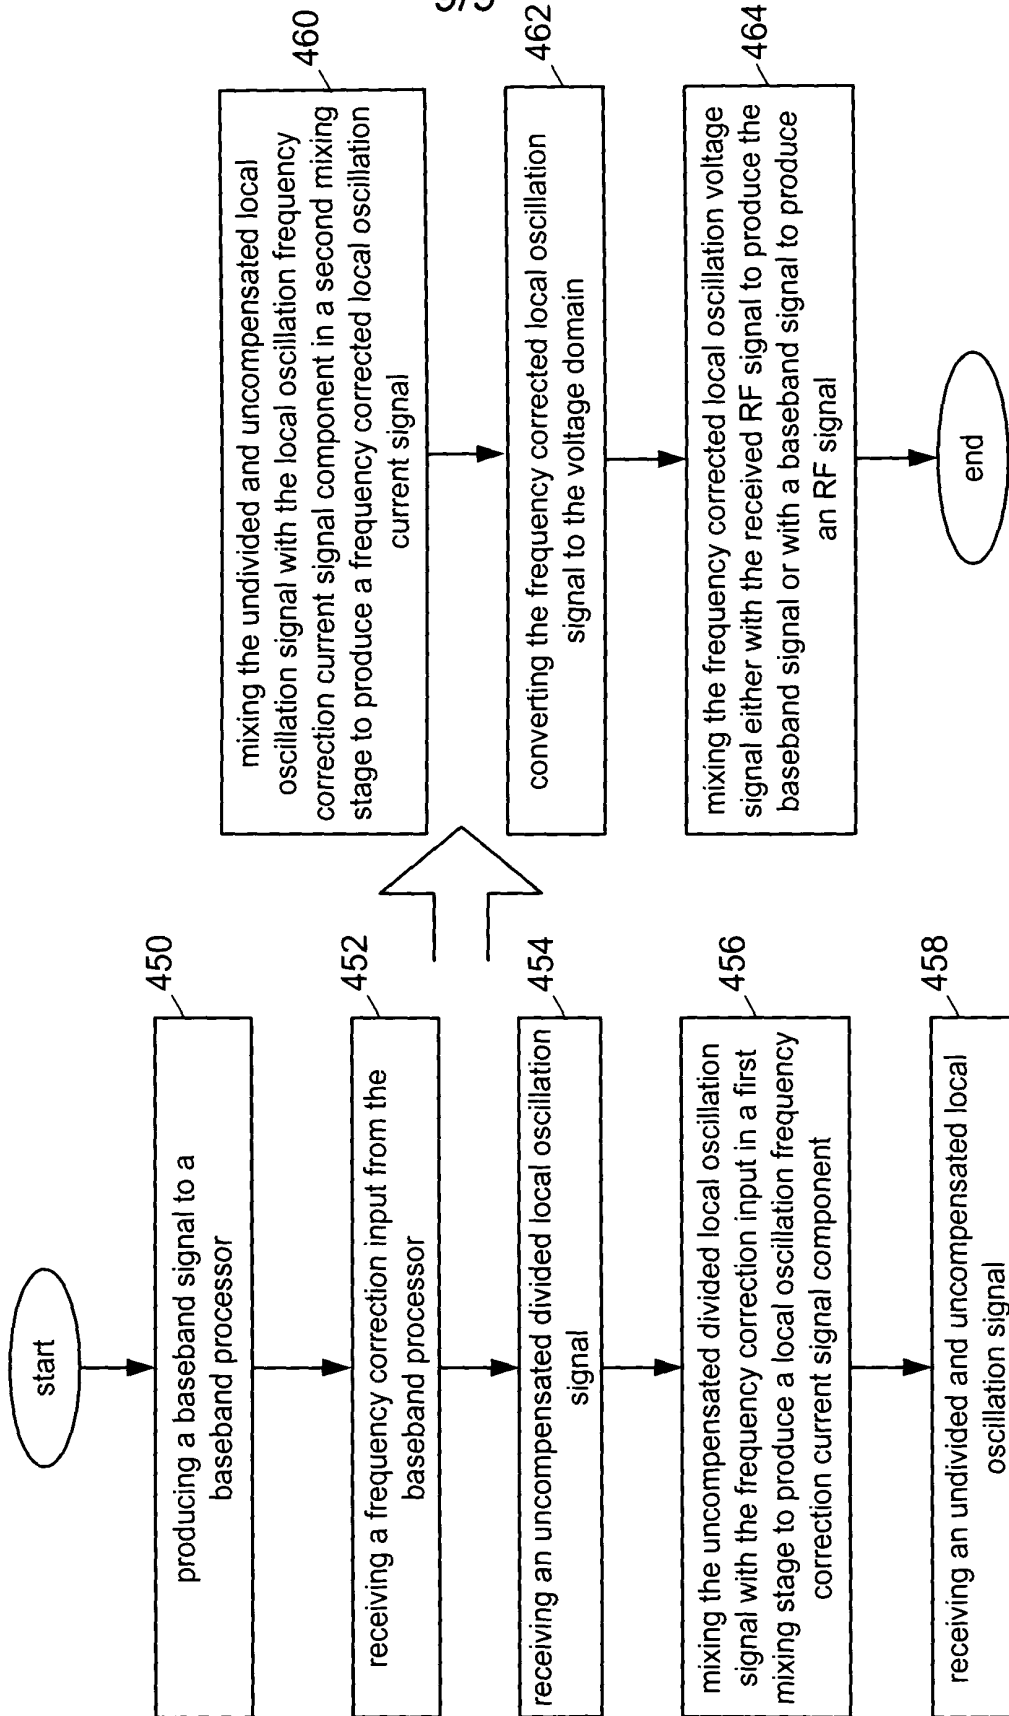 9/9
start
450
producing a baseband signal to a
baseband processor
452
receiving a frequency correction input from the
baseband processor
454
receiving an uncompensated divided local oscillation
signal
456
mixing the uncompensated divided local oscillation
signal with the frequency correction input in a first
mixing stage to produce a local oscillation frequency
correction current signal component
458
receiving an undivided and uncompensated local
oscillation signal
460
mixing the undivided and uncompensated local
oscillation signal with the local oscillation frequency
correction current signal component in a second mixing
stage to produce a frequency corrected local oscillation
current signal
462
converting the frequency corrected local oscillation
signal to the voltage domain
464
mixing the frequency corrected local oscillation voltage
signal either with the received RF signal to produce the
baseband signal or with a baseband signal to produce
an RF signal
end